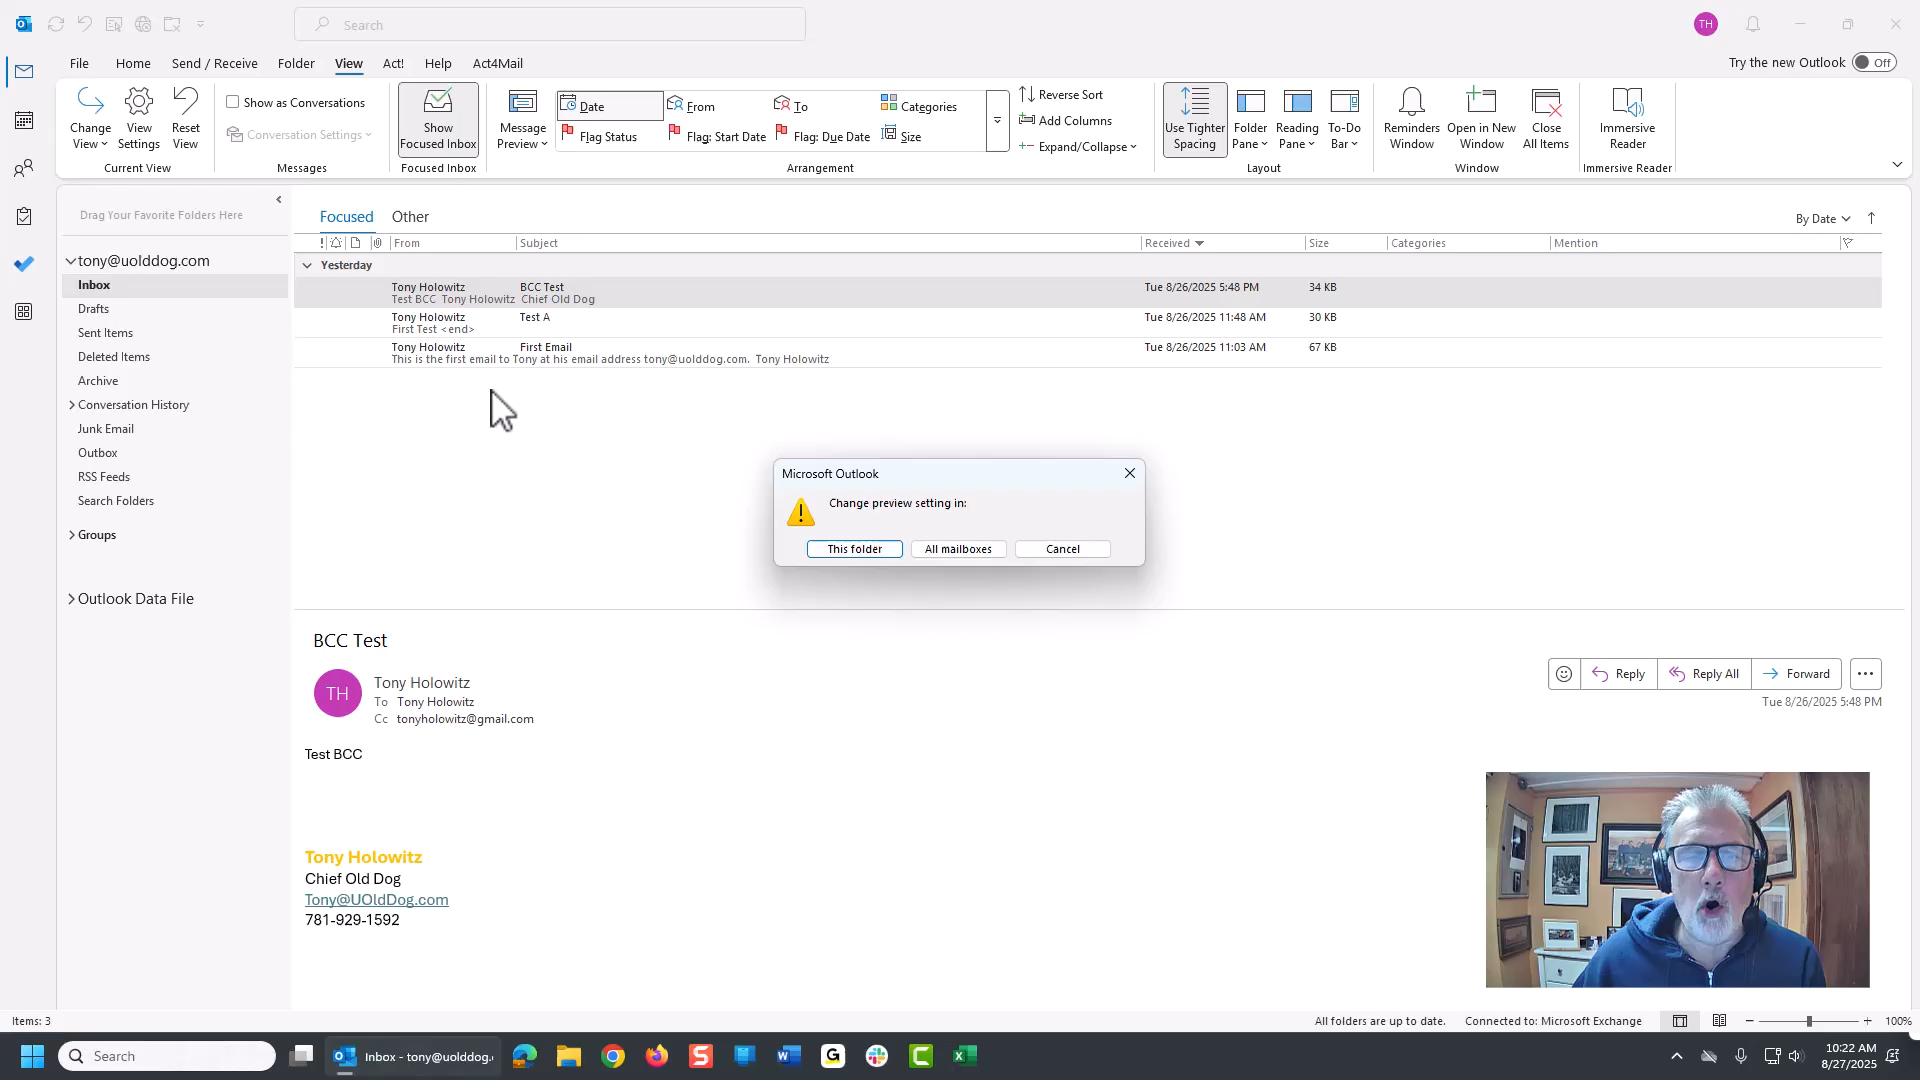 Search
TH
File Home Send / Receive Folder View Act! Help Act4Mail
Try the new Outlook Off
Change View
View Settings
Reset View
Current View
Show as Conversations
Conversation Settings
Messages
Show Focused Inbox
Focused Inbox
Message Preview
Date From To Categories
Flag Status Flag: Start Date Flag: Due Date Size
Arrangement
Reverse Sort
Add Columns
Expand/Collapse
Use Tighter Spacing
Folder Pane
Reading Pane
To-Do Bar
Layout
Reminders Window
Open in New Window
Close All Items
Window
Immersive Reader
Immersive Reader
Drag Your Favorite Folders Here
tony@uolddog.com
Inbox
Drafts
Sent Items
Deleted Items
Archive
Conversation History
Junk Email
Outbox
RSS Feeds
Search Folders
Groups
Outlook Data File
Focused Other
By Date
! From Subject Received Size Categories Mention
Yesterday
Tony Holowitz BCC Test Tue 8/26/2025 5:48 PM 34 KB
Test BCC Tony Holowitz Chief Old Dog
Tony Holowitz Test A Tue 8/26/2025 11:48 AM 30 KB
First Test <end>
Tony Holowitz First Email Tue 8/26/2025 11:03 AM 67 KB
This is the first email to Tony at his email address tony@uolddog.com. Tony Holowitz
Microsoft Outlook
Change preview setting in:
This folder All mailboxes Cancel
BCC Test
TH
Tony Holowitz
To Tony Holowitz
Cc tonyholowitz@gmail.com
Reply Reply All Forward
Tue 8/26/2025 5:48 PM
Test BCC
Tony Holowitz
Chief Old Dog
Tony@UOldDog.com
781-929-1592
Items: 3
All folders are up to date. Connected to: Microsoft Exchange 100%
Search
Inbox - tony@uolddog.
10:22 AM
8/27/2025